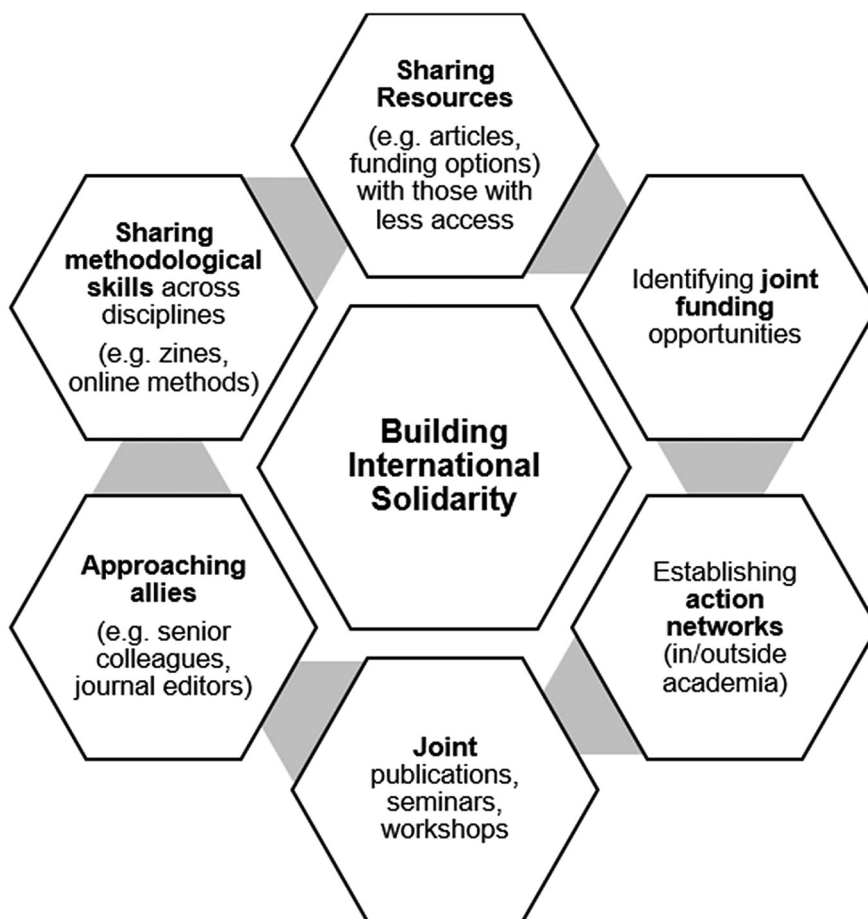 Sharing
Resources
(e.g. articles,
funding options)
with those with
less access
Identifying joint
funding
opportunities
Establishing
action
networks
(in/outside
academia)
Joint
publications,
seminars,
workshops
Approaching
allies
(e.g. senior
colleagues,
journal editors)
Sharing
methodological
skills across
disciplines
(e.g. zines,
online methods)
Building
International
Solidarity